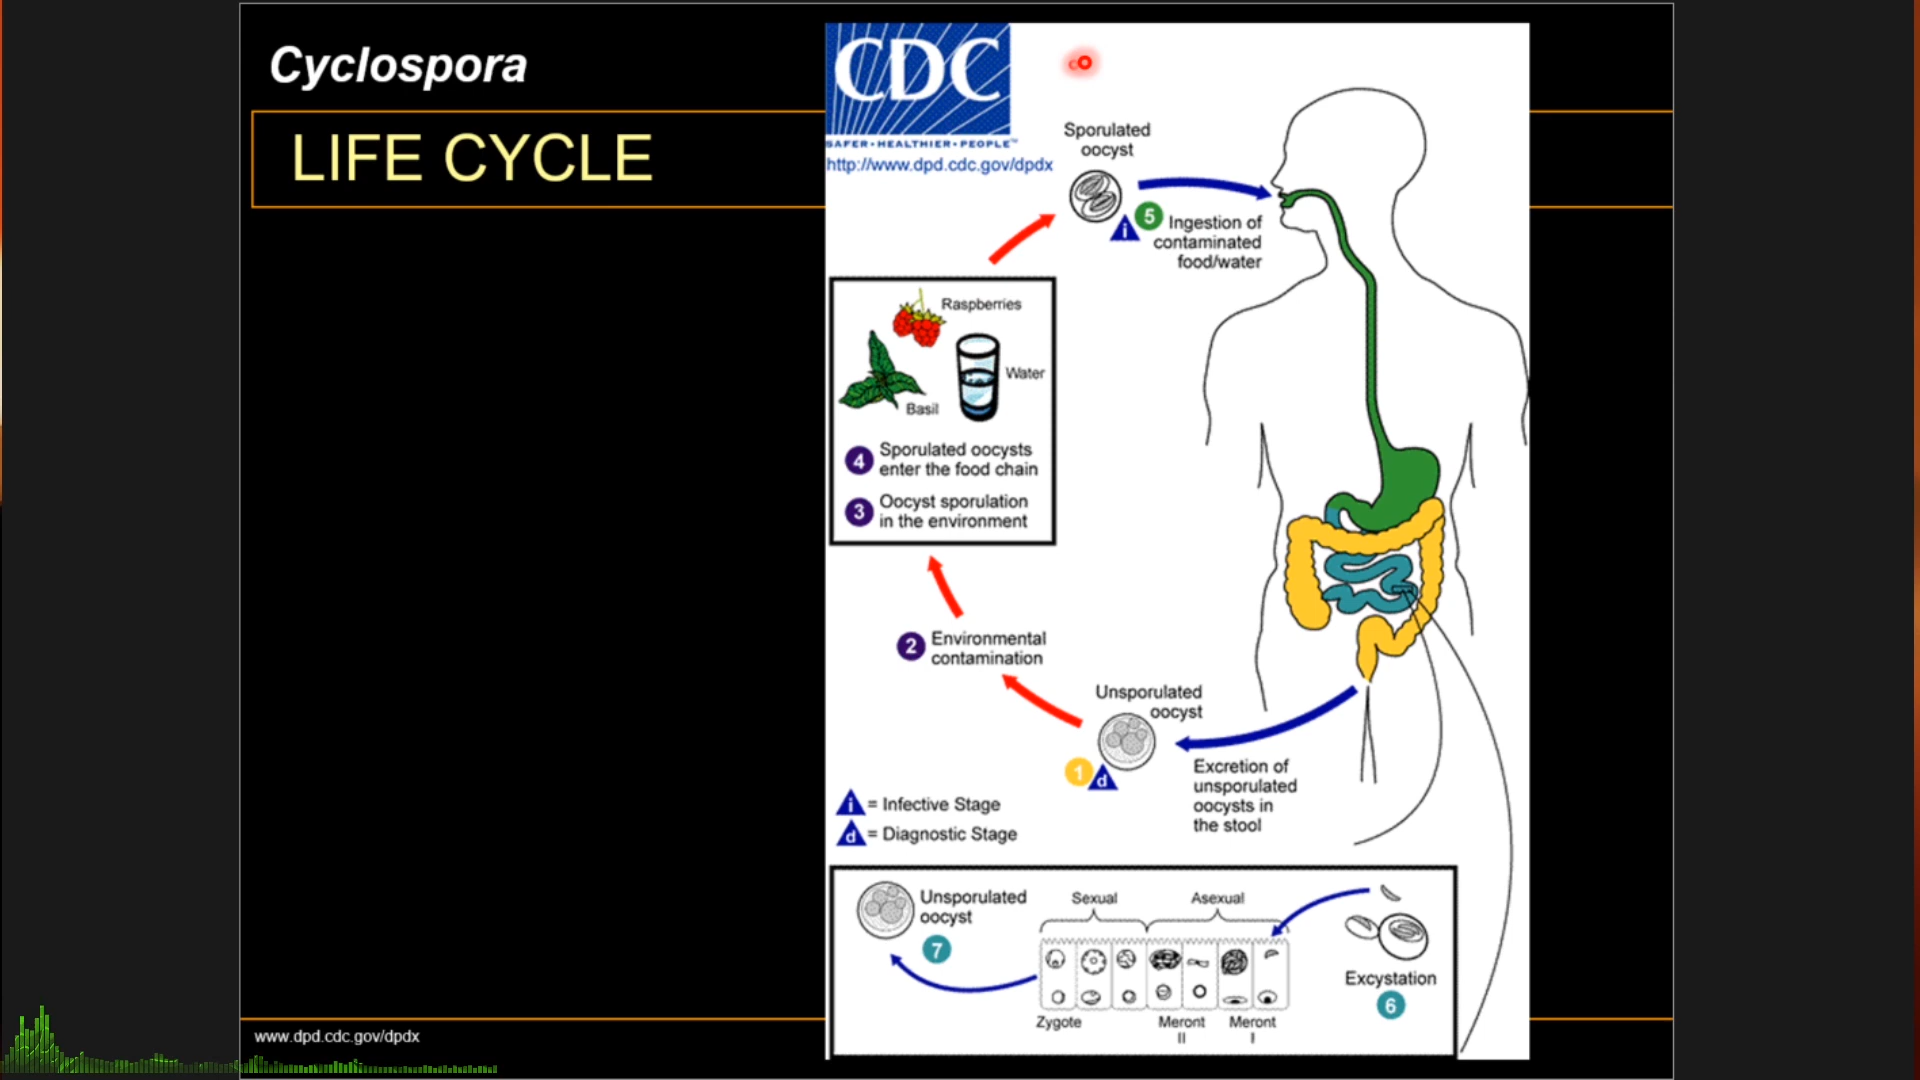 Cyclospora
LIFE CYCLE
CDC
SAFER•HEALTHIER•PEOPLE™
http://www.dpd.cdc.gov/dpdx
Sporulated
oocyst
i
5
Ingestion of
contaminated
food/water
Raspberries
Water
Basil
4
Sporulated oocysts
enter the food chain
3
Oocyst sporulation
in the environment
2
Environmental
contamination
Unsporulated
oocyst
1
d
Excretion of
unsporulated
oocysts in
the stool
i = Infective Stage
d = Diagnostic Stage
Unsporulated
oocyst
7
Sexual
Asexual
Excystation
6
Zygote
Meront
II
Meront
I
www.dpd.cdc.gov/dpdx